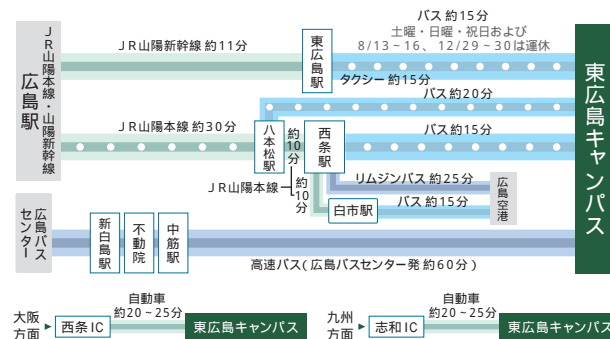 バス 約15分
土曜・日曜・祝日および
8/13~16、12/29~30は運休
JR山陽新幹線 約11分
東広島駅
タクシー 約15分
JR山陽本線・山陽新幹線
広島駅
バス 約20分
JR山陽本線 約30分
八本松駅
約10分
西条駅
バス 約15分
東広島キャンパス
JR山陽本線
約10分
リムジンバス 約25分
広島空港
白市駅
バス 約15分
広島バス
センター
新白島駅
不動院
中筋駅
高速バス(広島バスセンター発 約60分)
大阪
方面
西条IC
自動車
約20~25分
東広島キャンパス
九州
方面
志和IC
自動車
約20~25分
東広島キャンパス